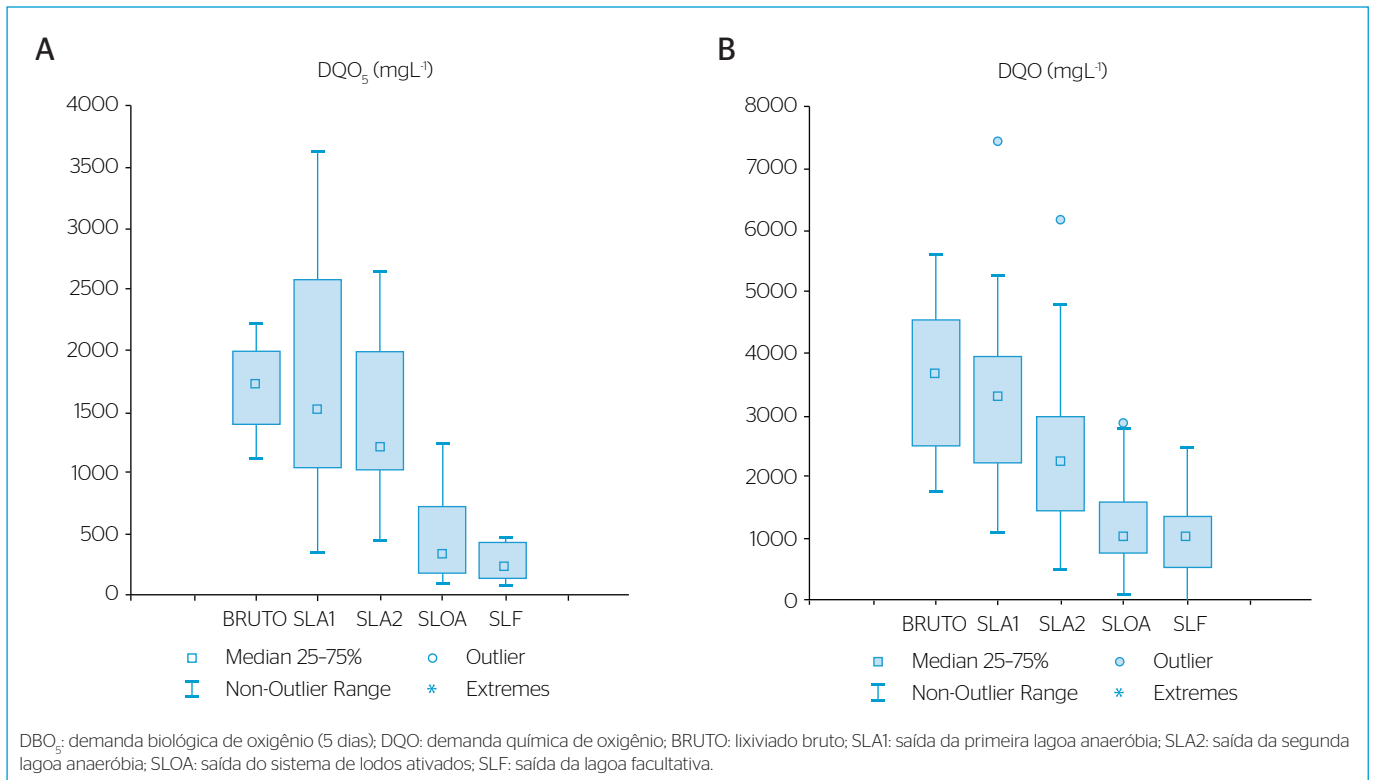 A
DQO₅ (mgL⁻¹)
4000
3500
3000
2500
2000
1500
1000
500
0
BRUTO SLA1 SLA2 SLOA SLF
Median 25–75% Outlier
Non-Outlier Range Extremes
B
DQO (mgL⁻¹)
8000
7000
6000
5000
4000
3000
2000
1000
0
BRUTO SLA1 SLA2 SLOA SLF
Median 25–75% Outlier
Non-Outlier Range Extremes
DBO₅: demanda biológica de oxigênio (5 dias); DQO: demanda química de oxigênio; BRUTO: lixiviado bruto; SLA1: saída da primeira lagoa anaeróbia; SLA2: saída da segunda
lagoa anaeróbia; SLOA: saída do sistema de lodos ativados; SLF: saída da lagoa facultativa.